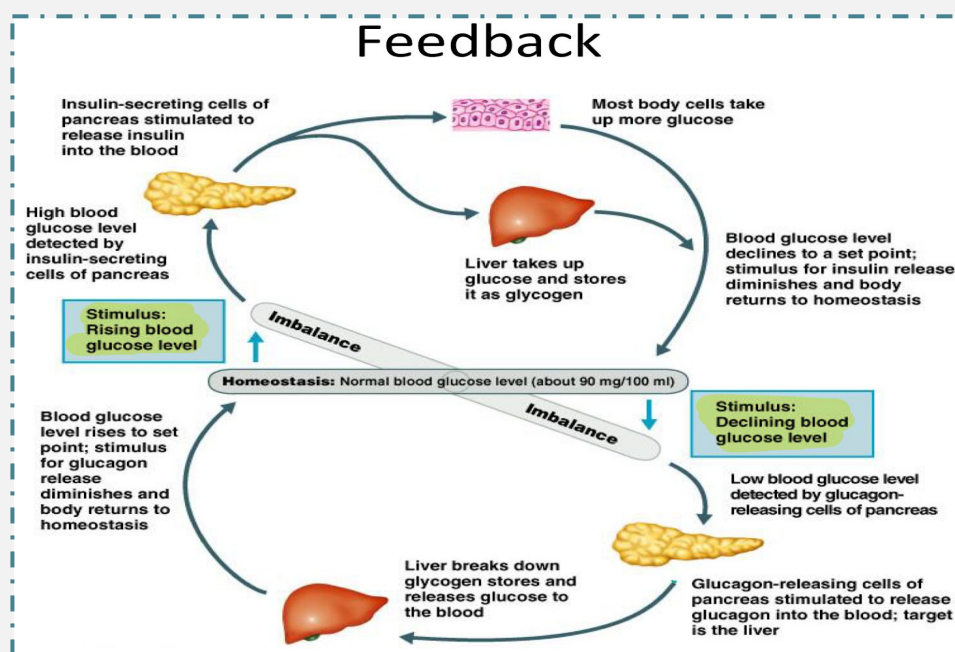 Feedback
Insulin-secreting cells of
pancreas stimulated to
release insulin
into the blood
Most body cells take
up more glucose
High blood
glucose level
detected by
insulin-secreting
cells of pancreas
Liver takes up
glucose and stores
it as glycogen
Blood glucose level
declines to a set point;
stimulus for insulin release
diminishes and body
returns to homeostasis
Stimulus:
Rising blood
glucose level
Imbalance
Homeostasis: Normal blood glucose level (about 90 mg/100 ml)
Imbalance
Stimulus:
Declining blood
glucose level
Blood glucose
level rises to set
point; stimulus
for glucagon
release
diminishes and
body returns to
homeostasis
Low blood glucose level
detected by glucagon-
releasing cells of pancreas
Liver breaks down
glycogen stores and
releases glucose to
the blood
Glucagon-releasing cells of
pancreas stimulated to release
glucagon into the blood; target
is the liver